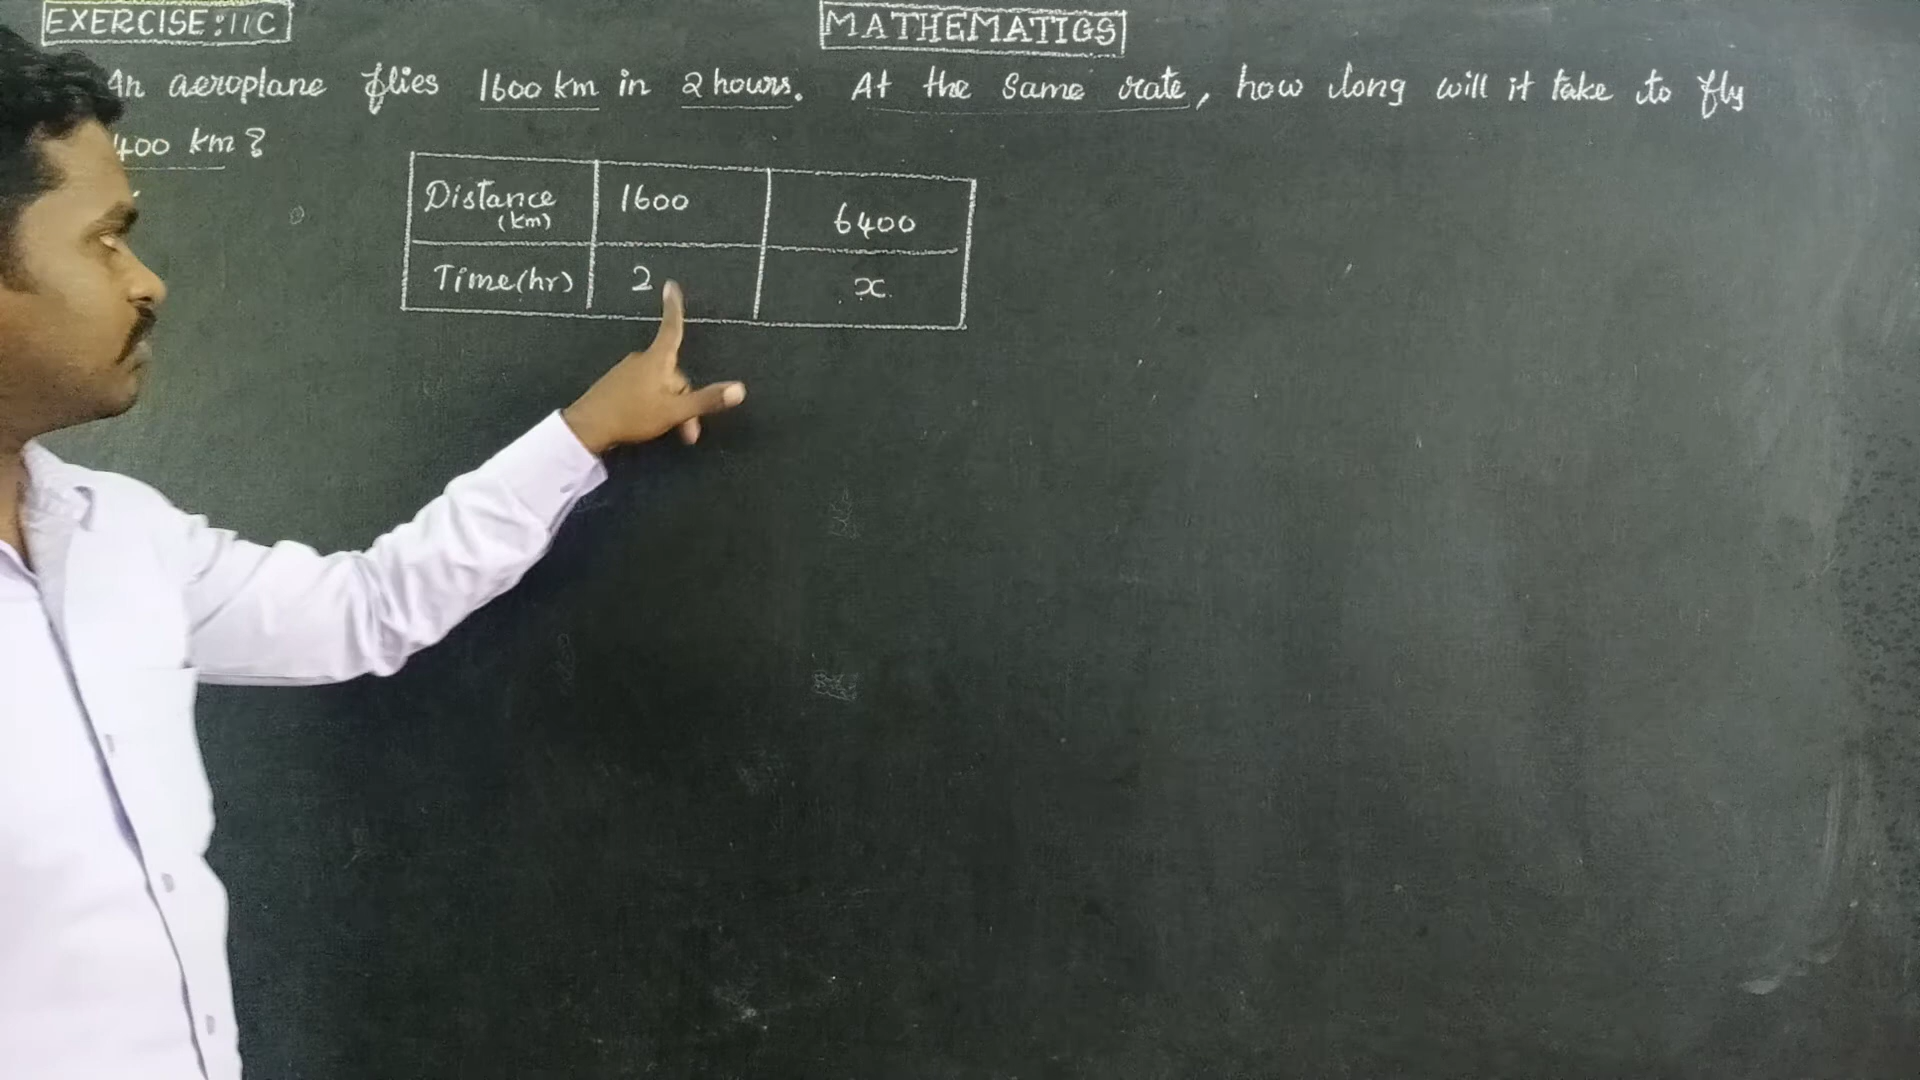 EXERCISE:11C
MATHEMATICS
An aeroplane flies 1600 km in 2 hours. At the same rate, how long will it take to fly
400 km?
Distance 1600 6400
(km)
Time(hr) 2 x